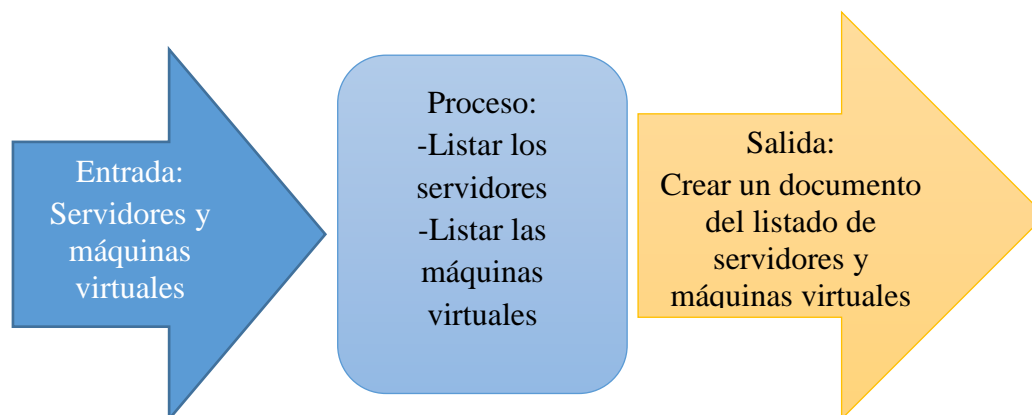 Entrada:
Servidores y
máquinas
virtuales
Proceso:
-Listar los
servidores
-Listar las
máquinas
virtuales
Salida:
Crear un documento
del listado de
servidores y
máquinas virtuales